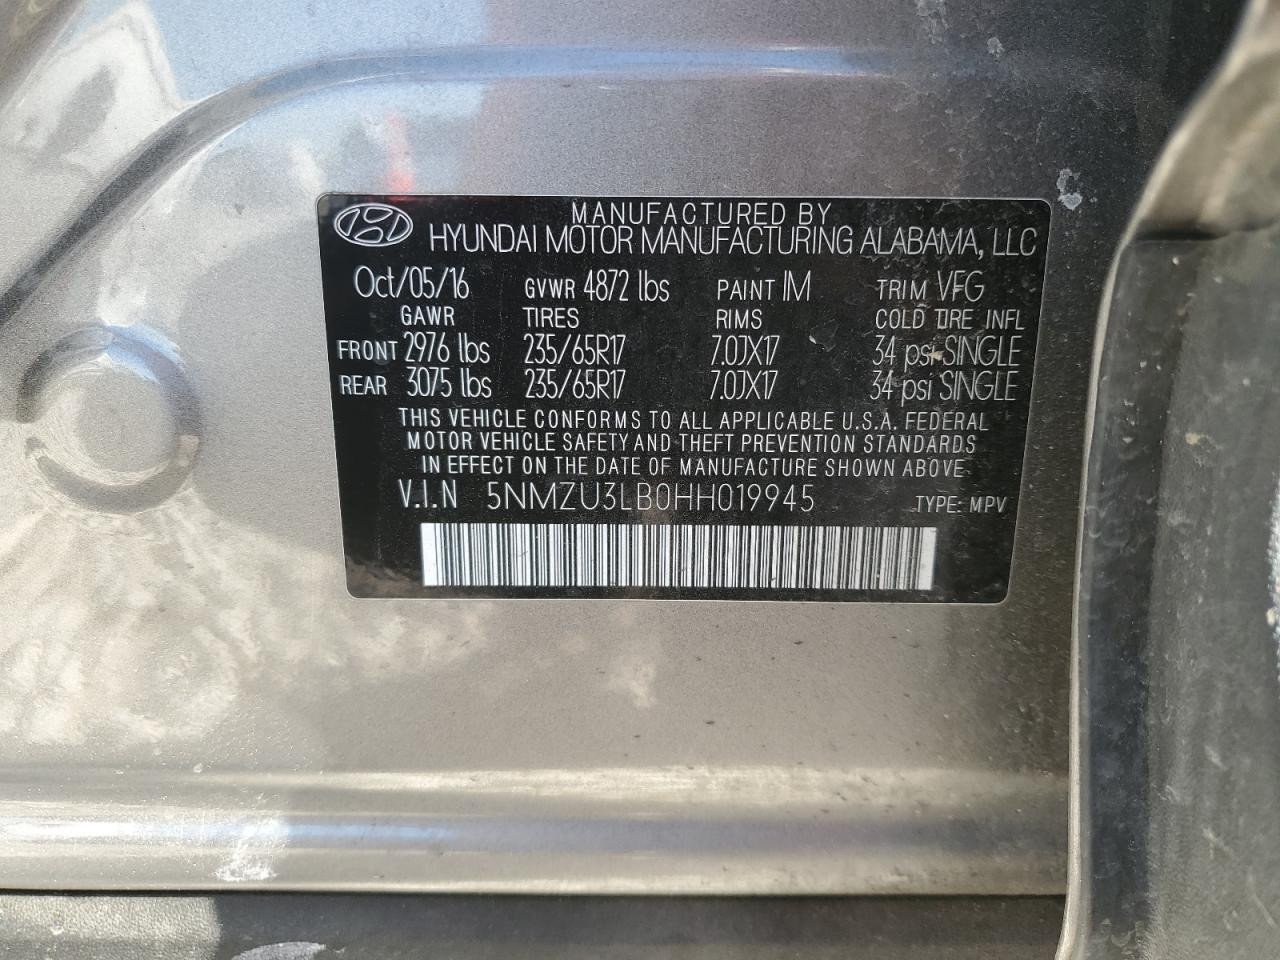 MANUFACTURED BY
HYUNDAI MOTOR MANUFACTURING ALABAMA, LLC
Oct/05/16 GVWR 4872 lbs PAINT IM TRIM VFG
GAWR TIRES RIMS COLD TIRE INFL
FRONT 2976 lbs 235/65R17 7.0JX17 34 psi SINGLE
REAR 3075 lbs 235/65R17 7.0JX17 34 psi SINGLE
THIS VEHICLE CONFORMS TO ALL APPLICABLE U.S.A. FEDERAL
MOTOR VEHICLE SAFETY AND THEFT PREVENTION STANDARDS
IN EFFECT ON THE DATE OF MANUFACTURE SHOWN ABOVE
V.I.N 5NMZU3LB0HH019945 TYPE: MPV